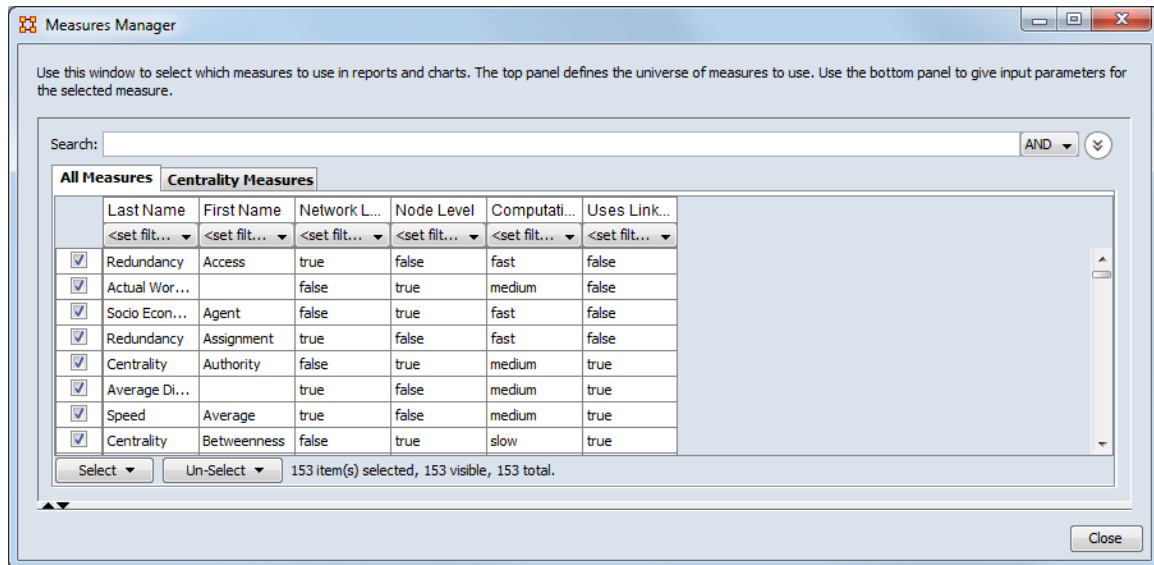 Measures Manager
Use this window to select which measures to use in reports and charts. The top panel defines the universe of measures to use. Use the bottom panel to give input parameters for
the selected measure.
Search: AND
All Measures Centrality Measures
Last Name First Name Network L... Node Level Computati... Uses Link...
<set filt... <set filt... <set filt... <set filt... <set filt... <set filt...
Redundancy Access true false fast false
Actual Wor... false true medium false
Socio Econ... Agent false true fast false
Redundancy Assignment true false fast false
Centrality Authority false true medium true
Average Di... true false medium true
Speed Average true false medium true
Centrality Betweenness false true slow true
Select Un-Select 153 item(s) selected, 153 visible, 153 total.
Close